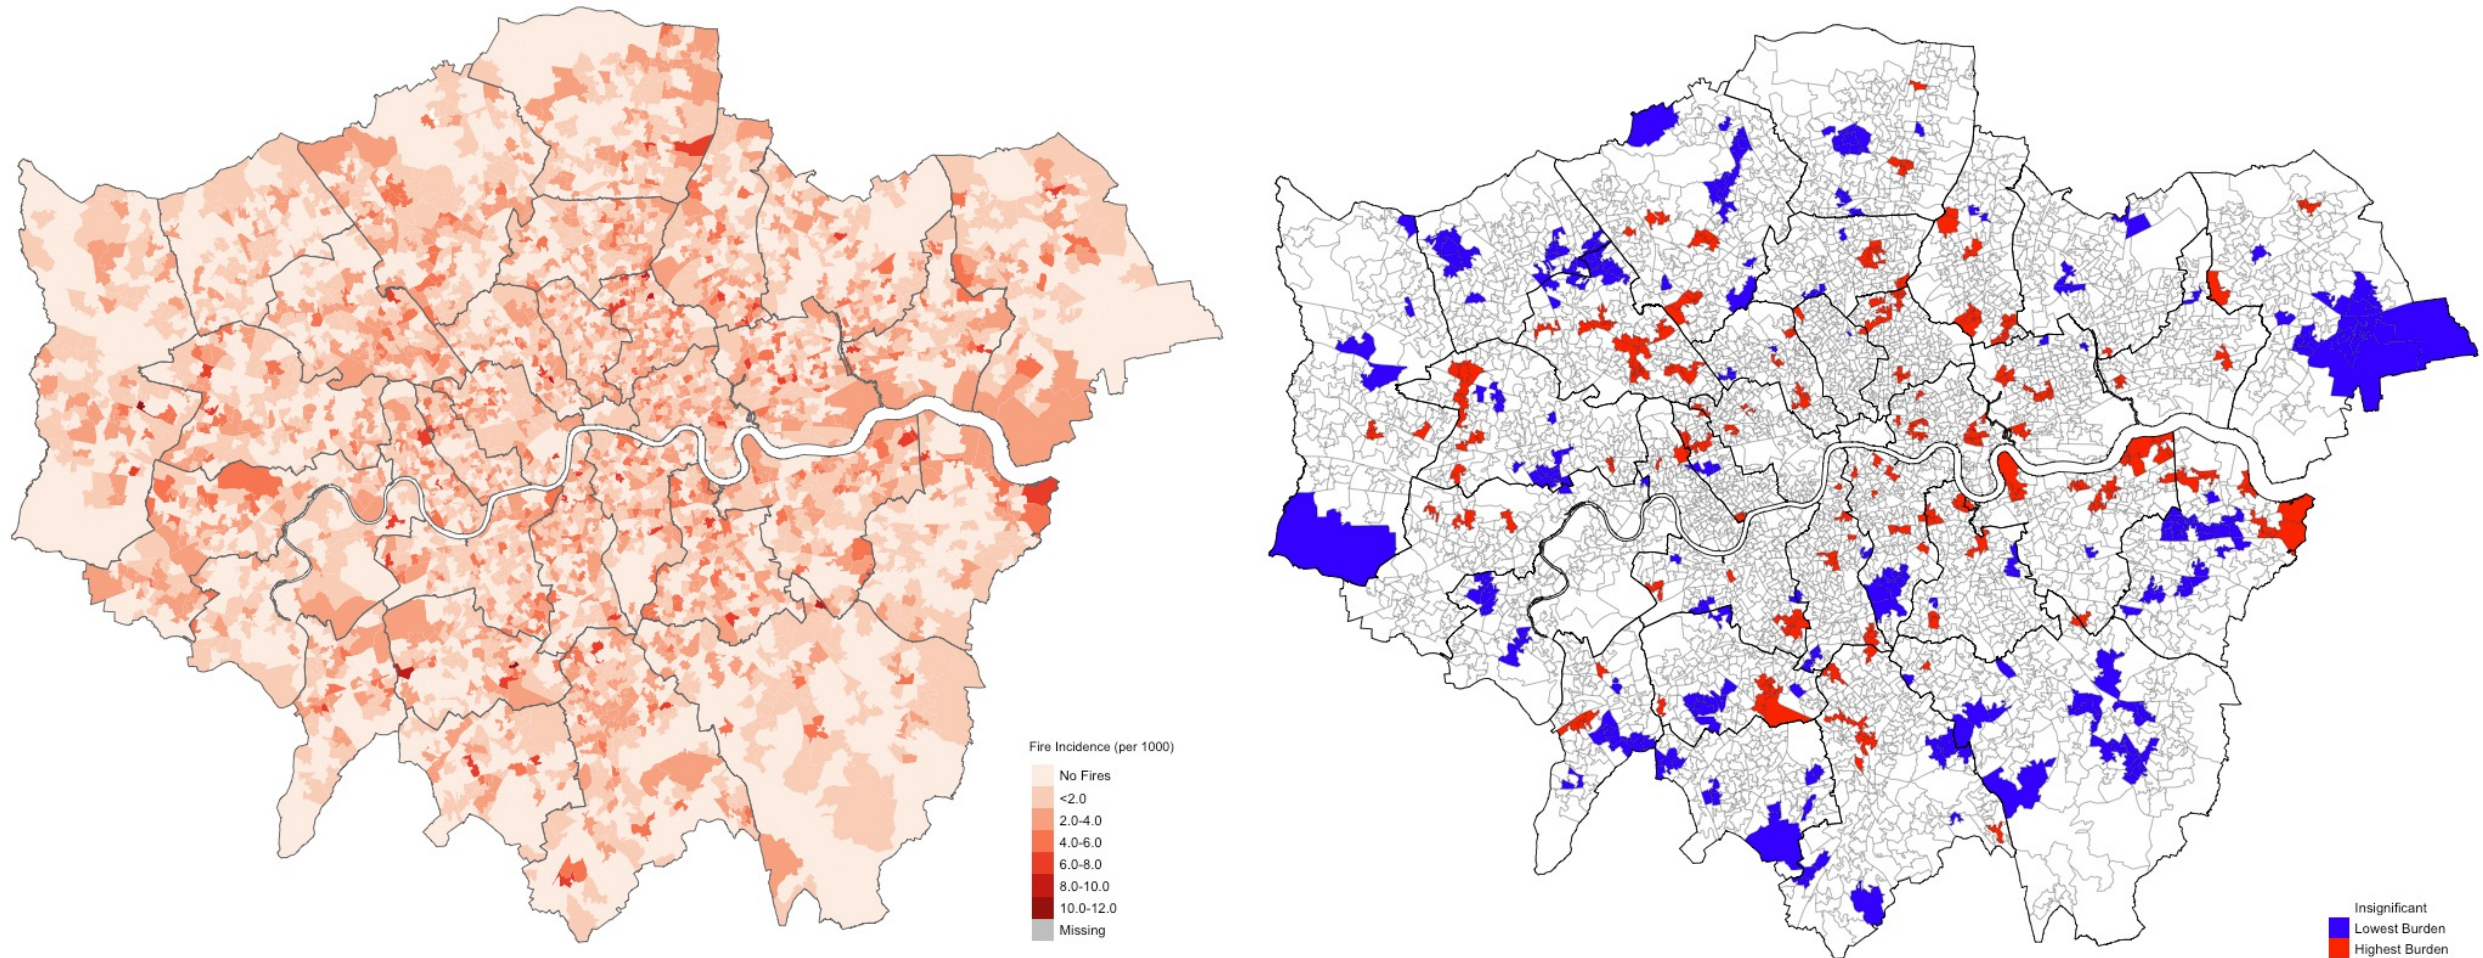 Fire Incidence (per 1000)
No Fires
<2.0
2.0-4.0
4.0-6.0
6.0-8.0
8.0-10.0
10.0-12.0
Missing
Insignificant
Lowest Burden
Highest Burden